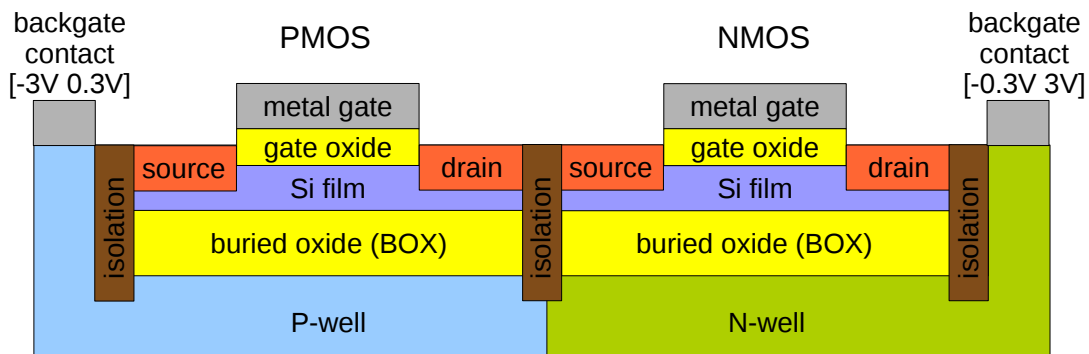 backgate
contact
[-3V 0.3V]
PMOS
NMOS
backgate
contact
[-0.3V 3V]
metal gate
gate oxide
source
drain
Si film
buried oxide (BOX)
isolation
P-well
isolation
metal gate
gate oxide
source
drain
Si film
buried oxide (BOX)
isolation
N-well